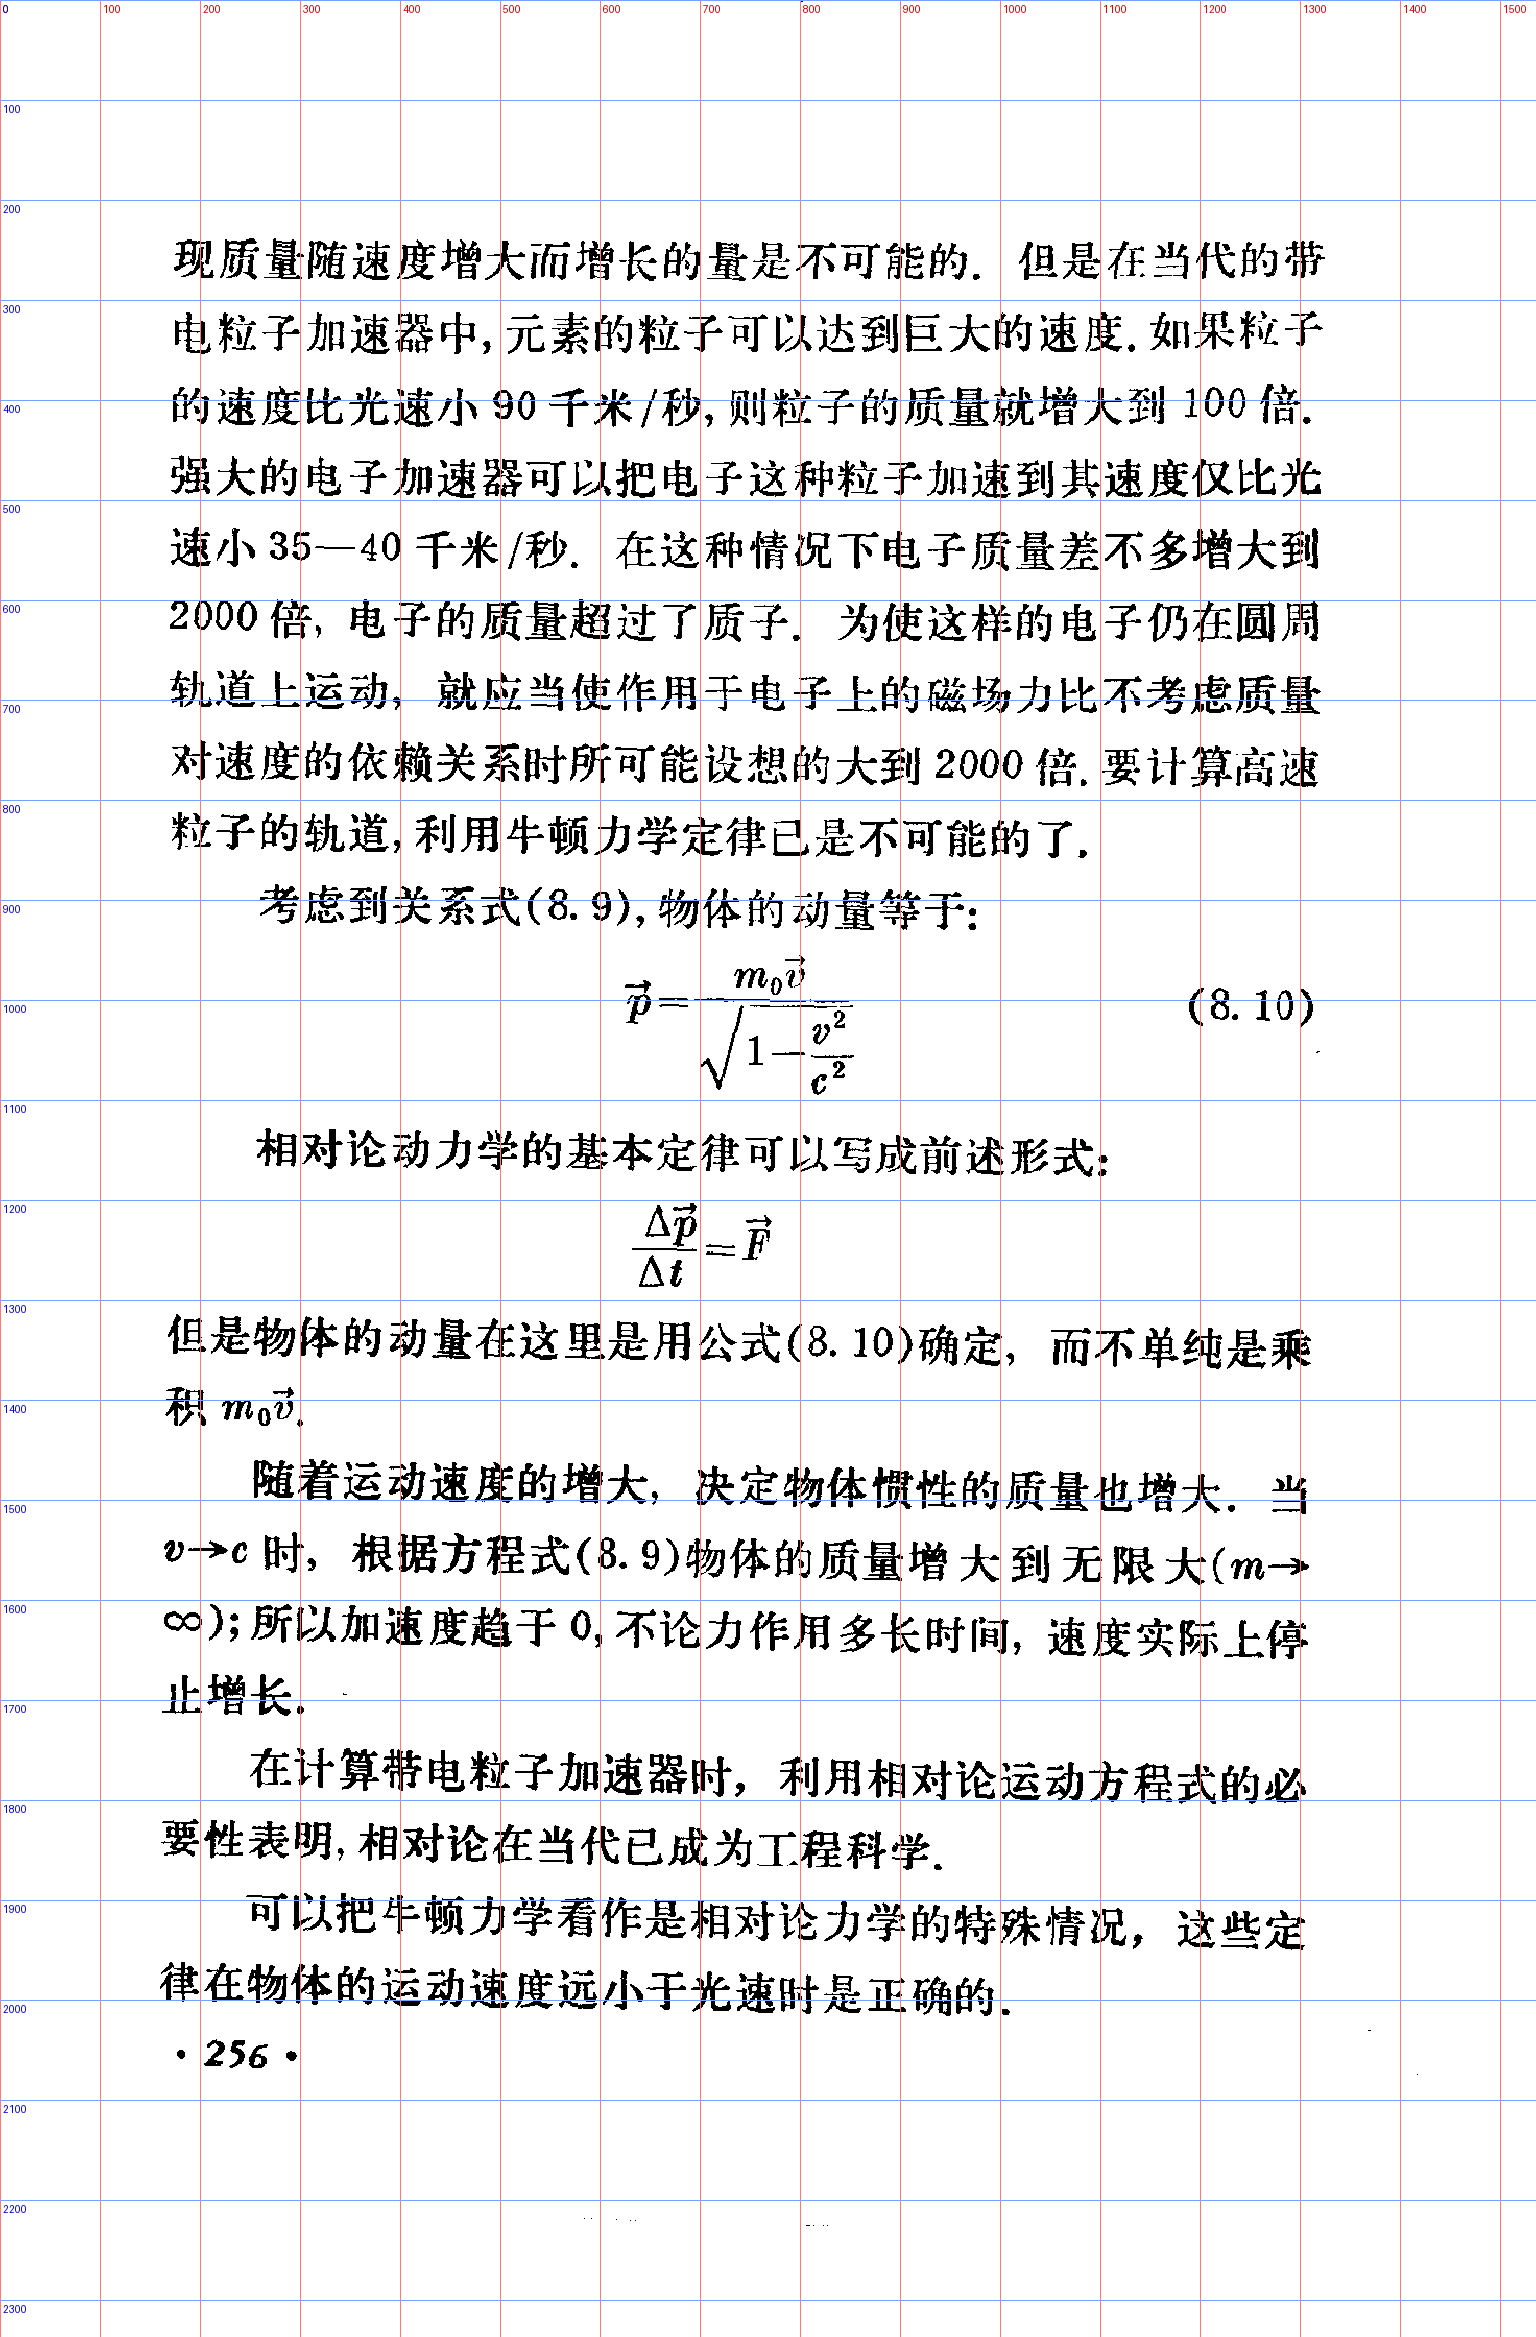 现质量随速度增大而增长的量是不可能的. 但是在当代的带
电粒子加速器中,元素的粒子可以达到巨大的速度.如果粒子
的速度比光速小 90 千米/秒,则粒子的质量就增大到 100 倍.
强大的电子加速器可以把电子这种粒子加速到其速度仅比光
速小 35—40 千米/秒. 在这种情况下电子质量差不多增大到
2000 倍, 电子的质量超过了质子. 为使这样的电子仍在圆周
轨道上运动, 就应当使作用于电子上的磁场力比不考虑质量
对速度的依赖关系时所可能设想的大到 2000 倍.要计算高速
粒子的轨道,利用牛顿力学定律已是不可能的了.
考虑到关系式(8.9),物体的动量等于:
$\vec{p}=\frac{m_0\vec{v}}{\sqrt{1-\frac{v^2}{c^2}}}$ (8.10)
相对论动力学的基本定律可以写成前述形式:
$\frac{\Delta\vec{p}}{\Delta t}=\vec{F}$
但是物体的动量在这里是用公式(8.10)确定, 而不单纯是乘
积 $m_0\vec{v}$.
随着运动速度的增大, 决定物体惯性的质量也增大. 当
v→c 时, 根据方程式(8.9)物体的质量增大到无限大(m→
∞);所以加速度趋于 0,不论力作用多长时间, 速度实际上停
止增长.
在计算带电粒子加速器时, 利用相对论运动方程式的必
要性表明,相对论在当代已成为工程科学.
可以把牛顿力学看作是相对论力学的特殊情况, 这些定
律在物体的运动速度远小于光速时是正确的.
• 256 •